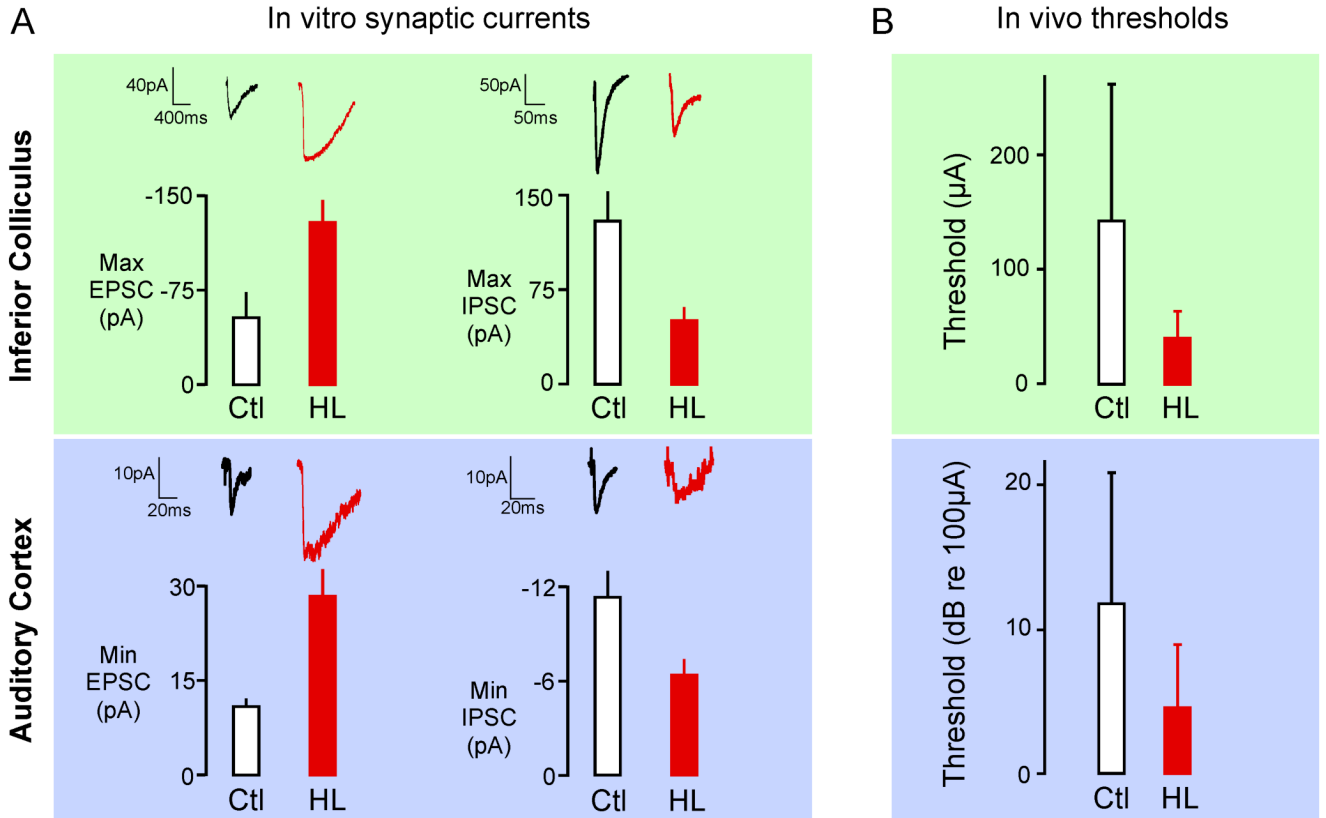 A
In vitro synaptic currents
B
In vivo thresholds
Inferior Colliculus
40pA
400ms
50pA
50ms
-150
-75
0
Max
EPSC
(pA)
Ctl
HL
150
75
0
Max
IPSC
(pA)
Ctl
HL
Threshold (µA)
200
100
0
Ctl
HL
Auditory Cortex
10pA
20ms
10pA
20ms
30
15
0
Min
EPSC
(pA)
Ctl
HL
-12
-6
0
Min
IPSC
(pA)
Ctl
HL
Threshold (dB re 100µA)
20
10
0
Ctl
HL